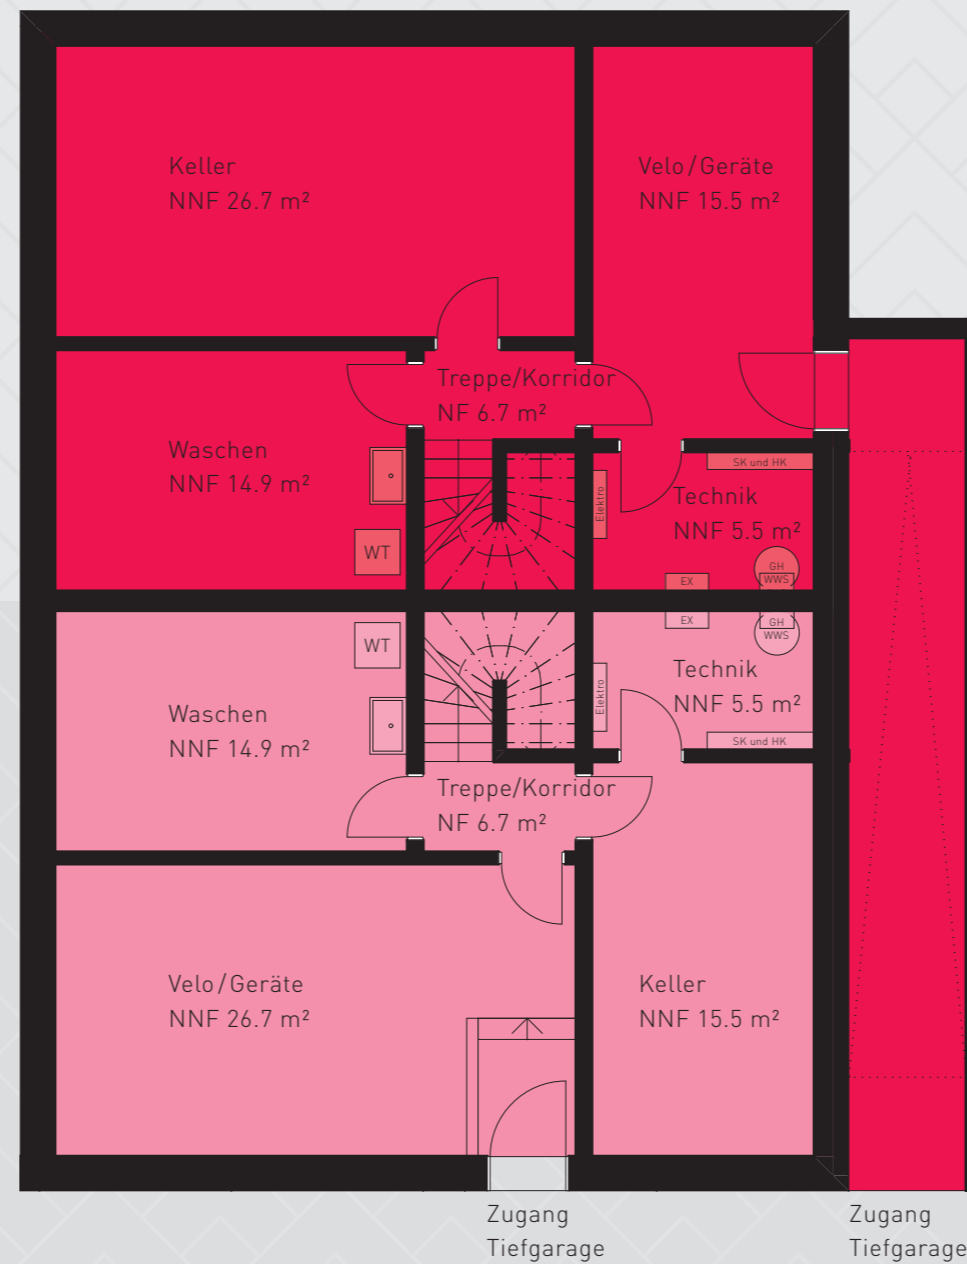 Keller
NNF 26.7 m²
Velo/Geräte
NNF 15.5 m²
Treppe/Korridor
NF 6.7 m²
Waschen
NNF 14.9 m²
WT
SK und HK
Elektro
Technik
NNF 5.5 m²
EX
GH
WWS
EX
GH
WWS
WT
Technik
NNF 5.5 m²
Elektro
SK und HK
Waschen
NNF 14.9 m²
Treppe/Korridor
NF 6.7 m²
Velo/Geräte
NNF 26.7 m²
Keller
NNF 15.5 m²
Zugang
Tiefgarage
Zugang
Tiefgarage